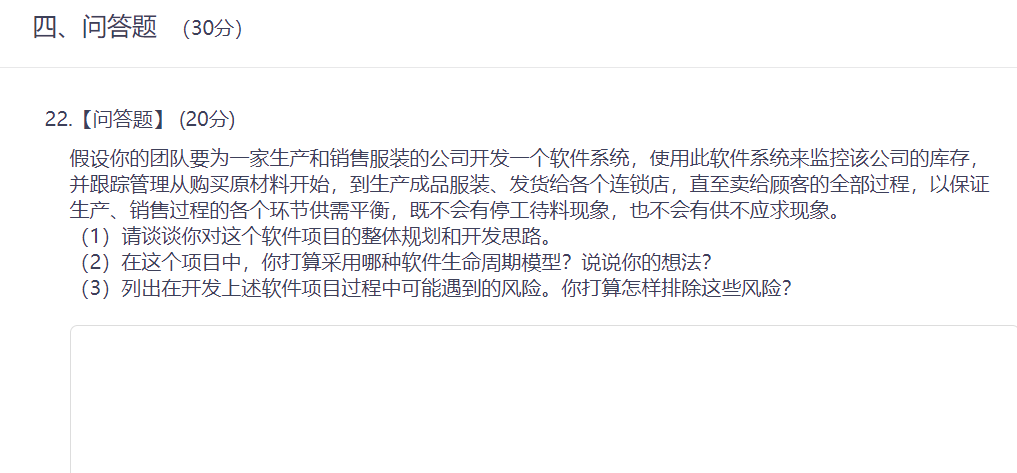 四、问答题 （30分）
22.【问答题】 (20分)
假设你的团队要为一家生产和销售服装的公司开发一个软件系统，使用此软件系统来监控该公司的库存，
并跟踪管理从购买原材料开始，到生产成品服装、发货给各个连锁店，直至卖给顾客的全部过程，以保证
生产、销售过程的各个环节供需平衡，既不会有停工待料现象，也不会有供不应求现象。
（1）请谈谈你对这个软件项目的整体规划和开发思路。
（2）在这个项目中，你打算采用哪种软件生命周期模型？说说你的想法？
（3）列出在开发上述软件项目过程中可能遇到的风险。你打算怎样排除这些风险？